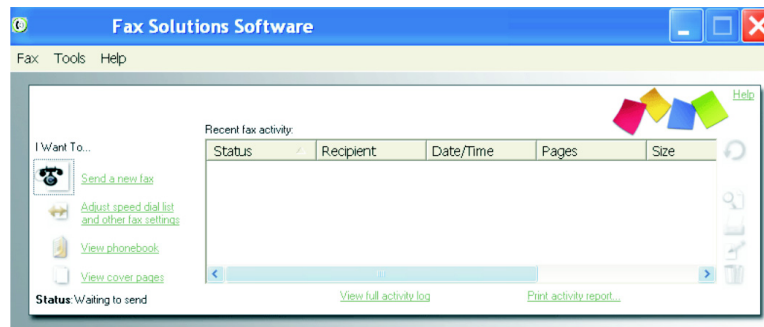 Fax Solutions Software
Fax Tools Help
Help
Recent fax activity:
I Want To...
Status Recipient Date/Time Pages Size
Send a new fax
Adjust speed dial list
and other fax settings
View phonebook
View cover pages
Status: Waiting to send
View full activity log
Print activity report...